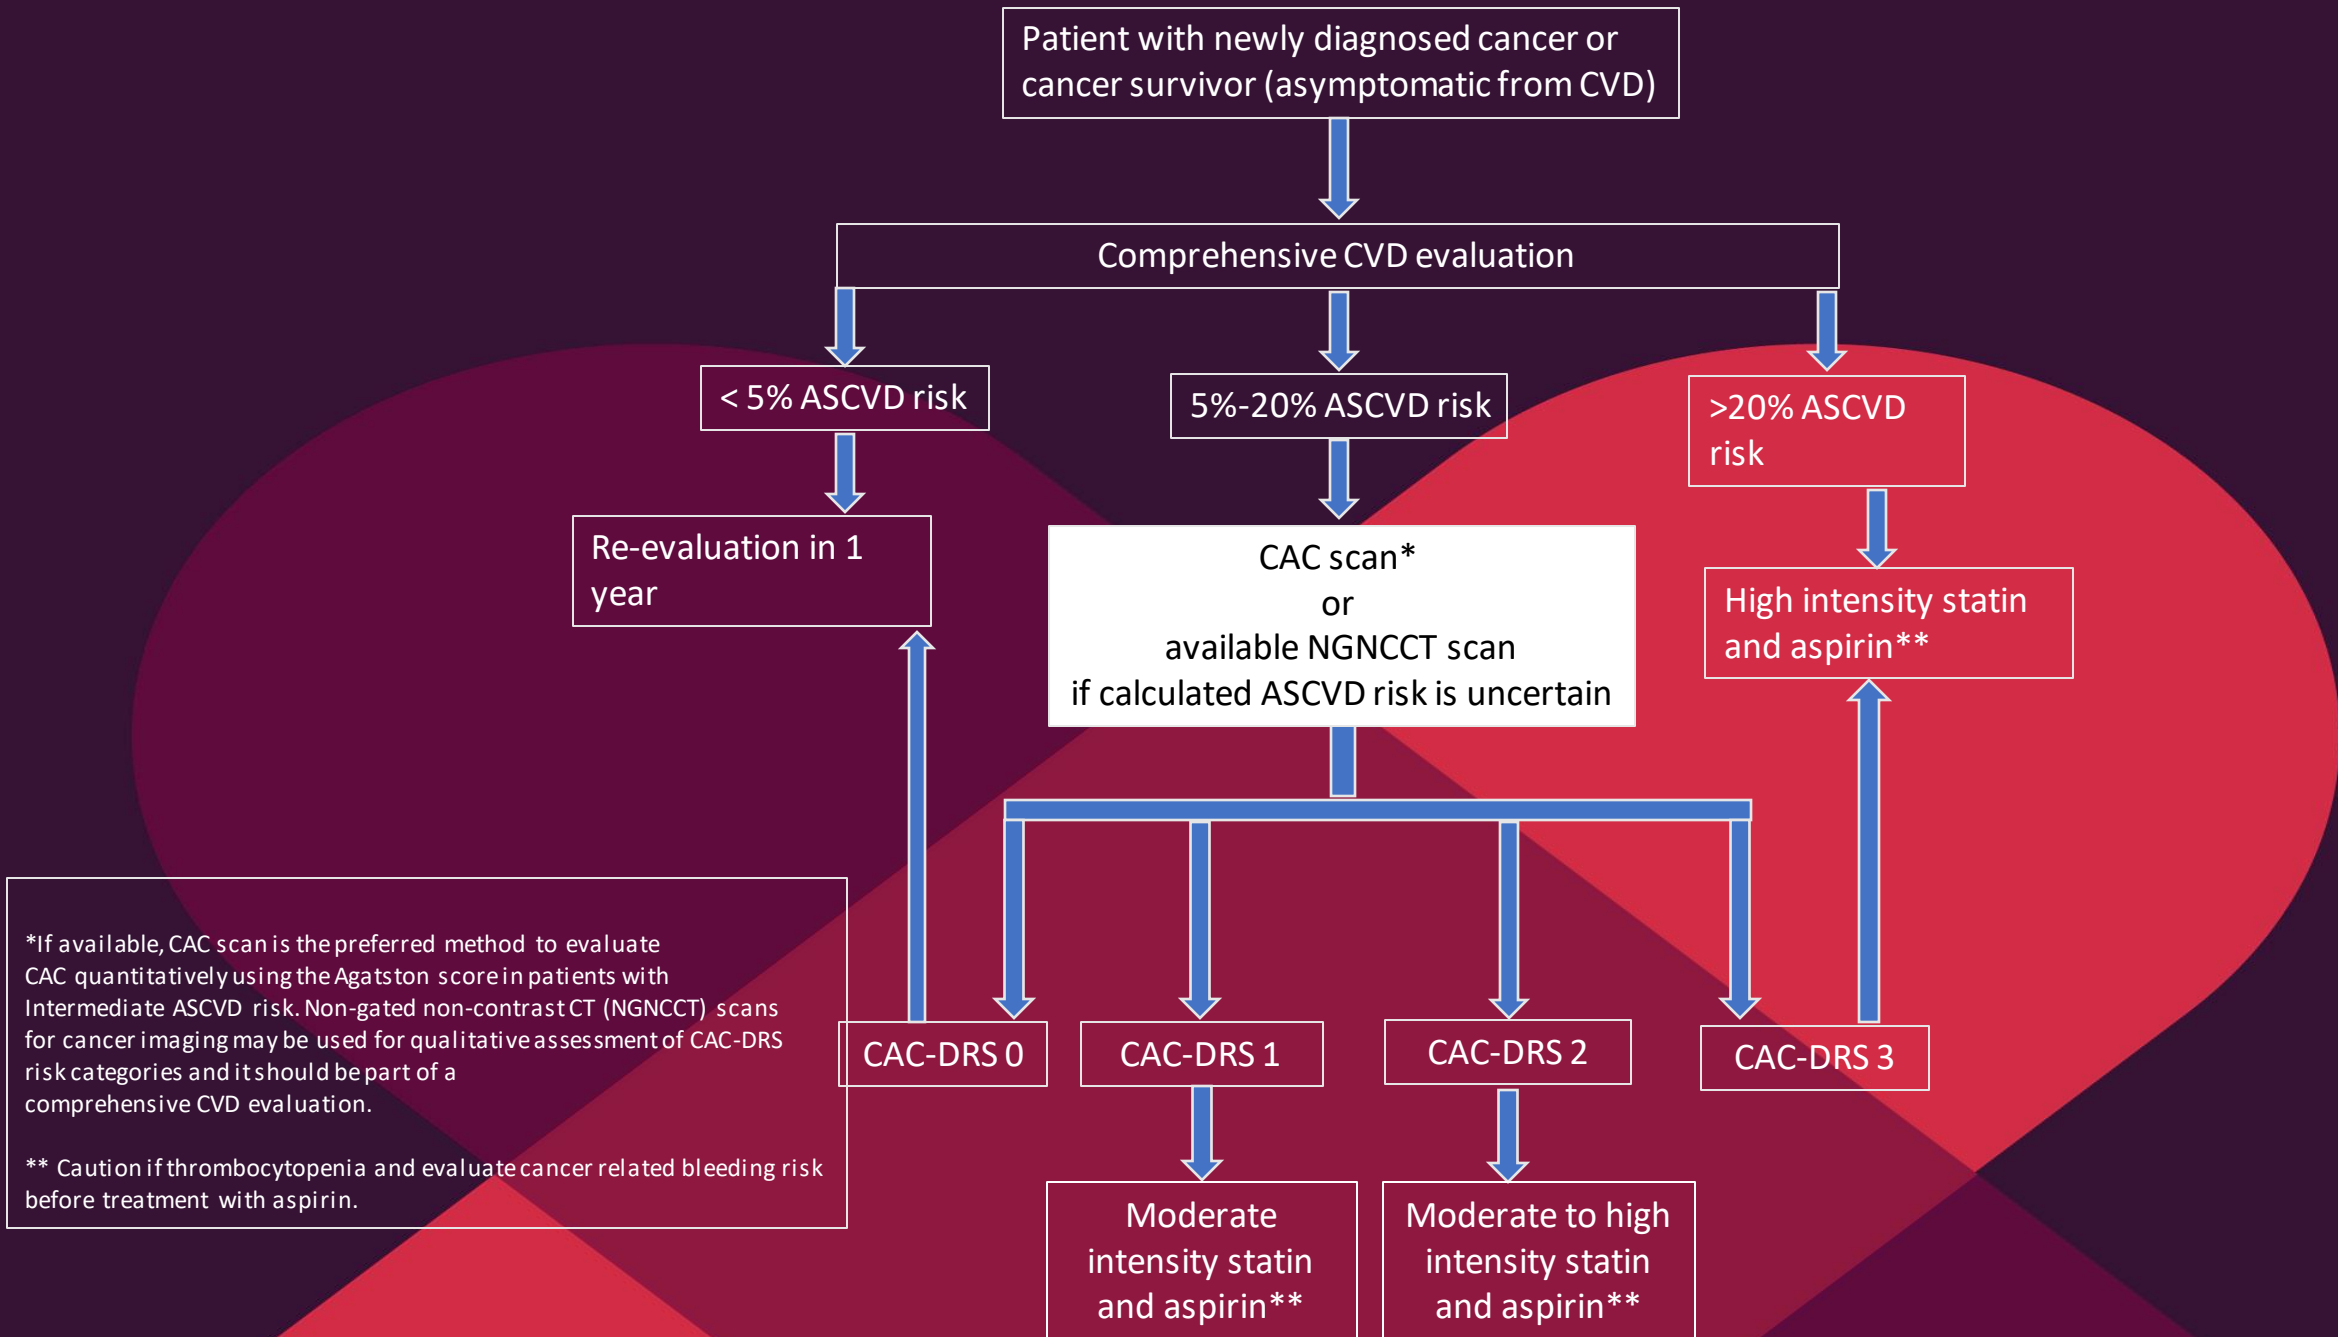 Patient with newly diagnosed cancer or
cancer survivor (asymptomatic from CVD)
Comprehensive CVD evaluation
< 5% ASCVD risk
5%-20% ASCVD risk
>20% ASCVD
risk
Re-evaluation in 1
year
CAC scan*
or
available NGNCCT scan
if calculated ASCVD risk is uncertain
High intensity statin
and aspirin**
*If available, CAC scan is the preferred method to evaluate
CAC quantitatively using the Agatston score in patients with
Intermediate ASCVD risk. Non-gated non-contrast CT (NGNCCT) scans
for cancer imaging may be used for qualitative assessment of CAC-DRS
risk categories and it should be part of a
comprehensive CVD evaluation.
** Caution if thrombocytopenia and evaluate cancer related bleeding risk
before treatment with aspirin.
CAC-DRS 0
CAC-DRS 1
CAC-DRS 2
CAC-DRS 3
Moderate
intensity statin
and aspirin**
Moderate to high
intensity statin
and aspirin**